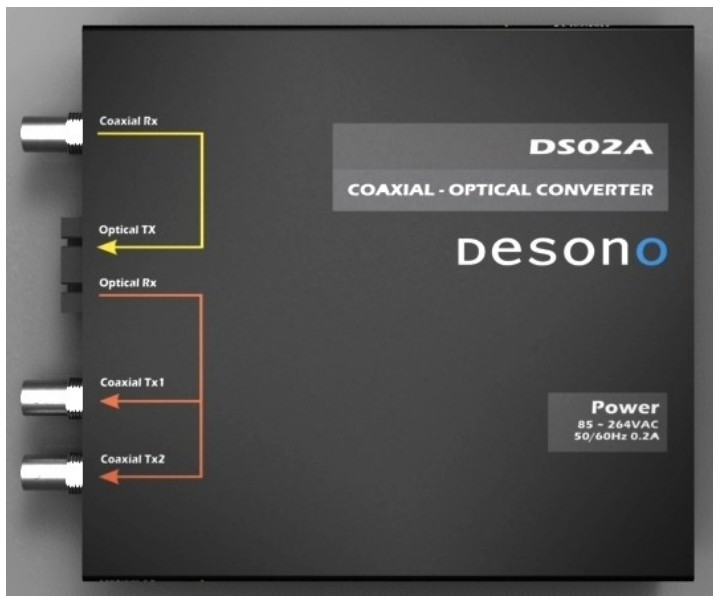 Coaxial Rx
Optical TX
Optical Rx
Coaxial Tx1
Coaxial Tx2
DS02A
COAXIAL - OPTICAL CONVERTER
Desono
Power
85 ~ 264VAC
50/60Hz 0.2A